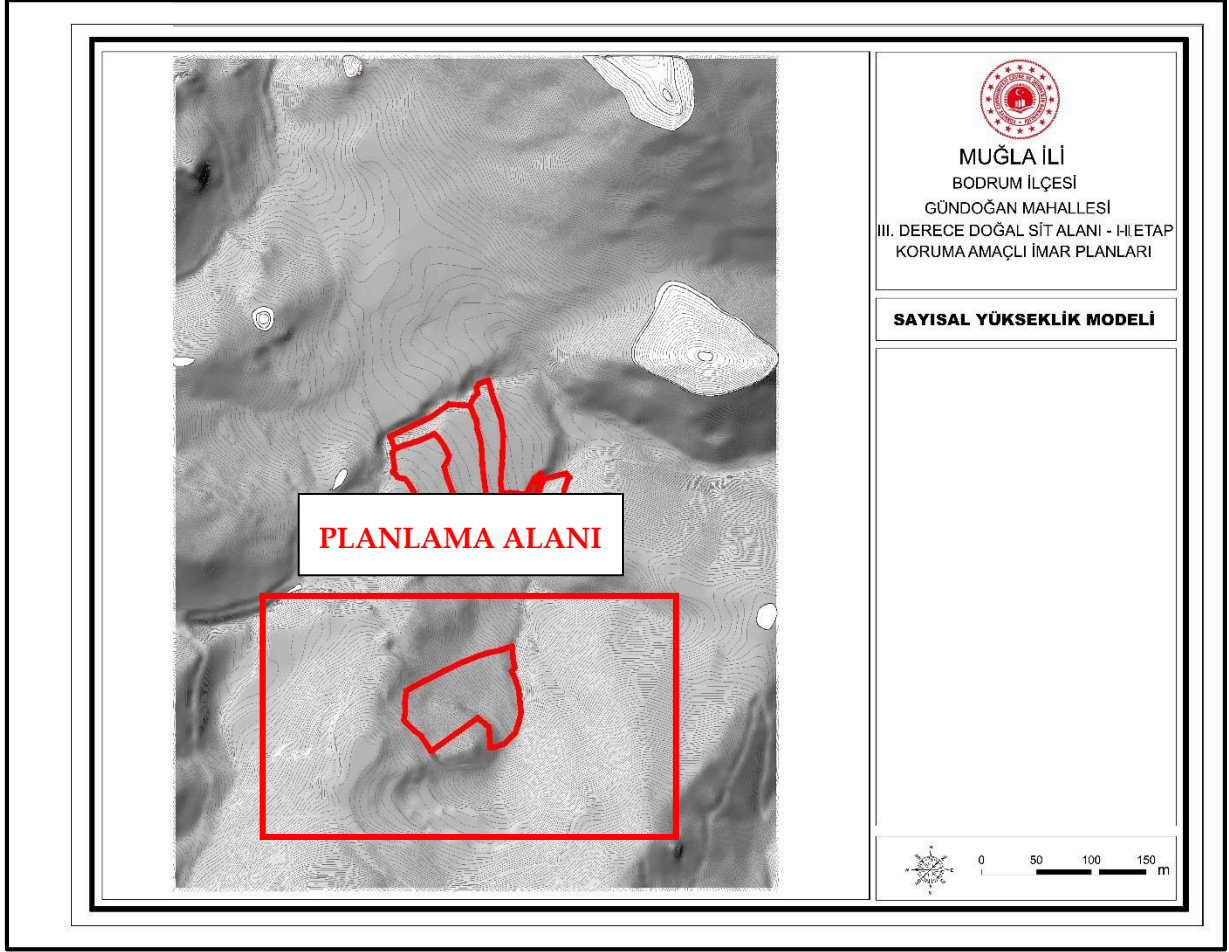 MUĞLA İLİ
BODRUM İLÇESİ
GÜNDOĞAN MAHALLESİ
III. DERECE DOĞAL SİT ALANI - I-II.ETAP
KORUMA AMAÇLI İMAR PLANLARI
SAYISAL YÜKSEKLİK MODELİ
PLANLAMA ALANI
0 50 100 150
m